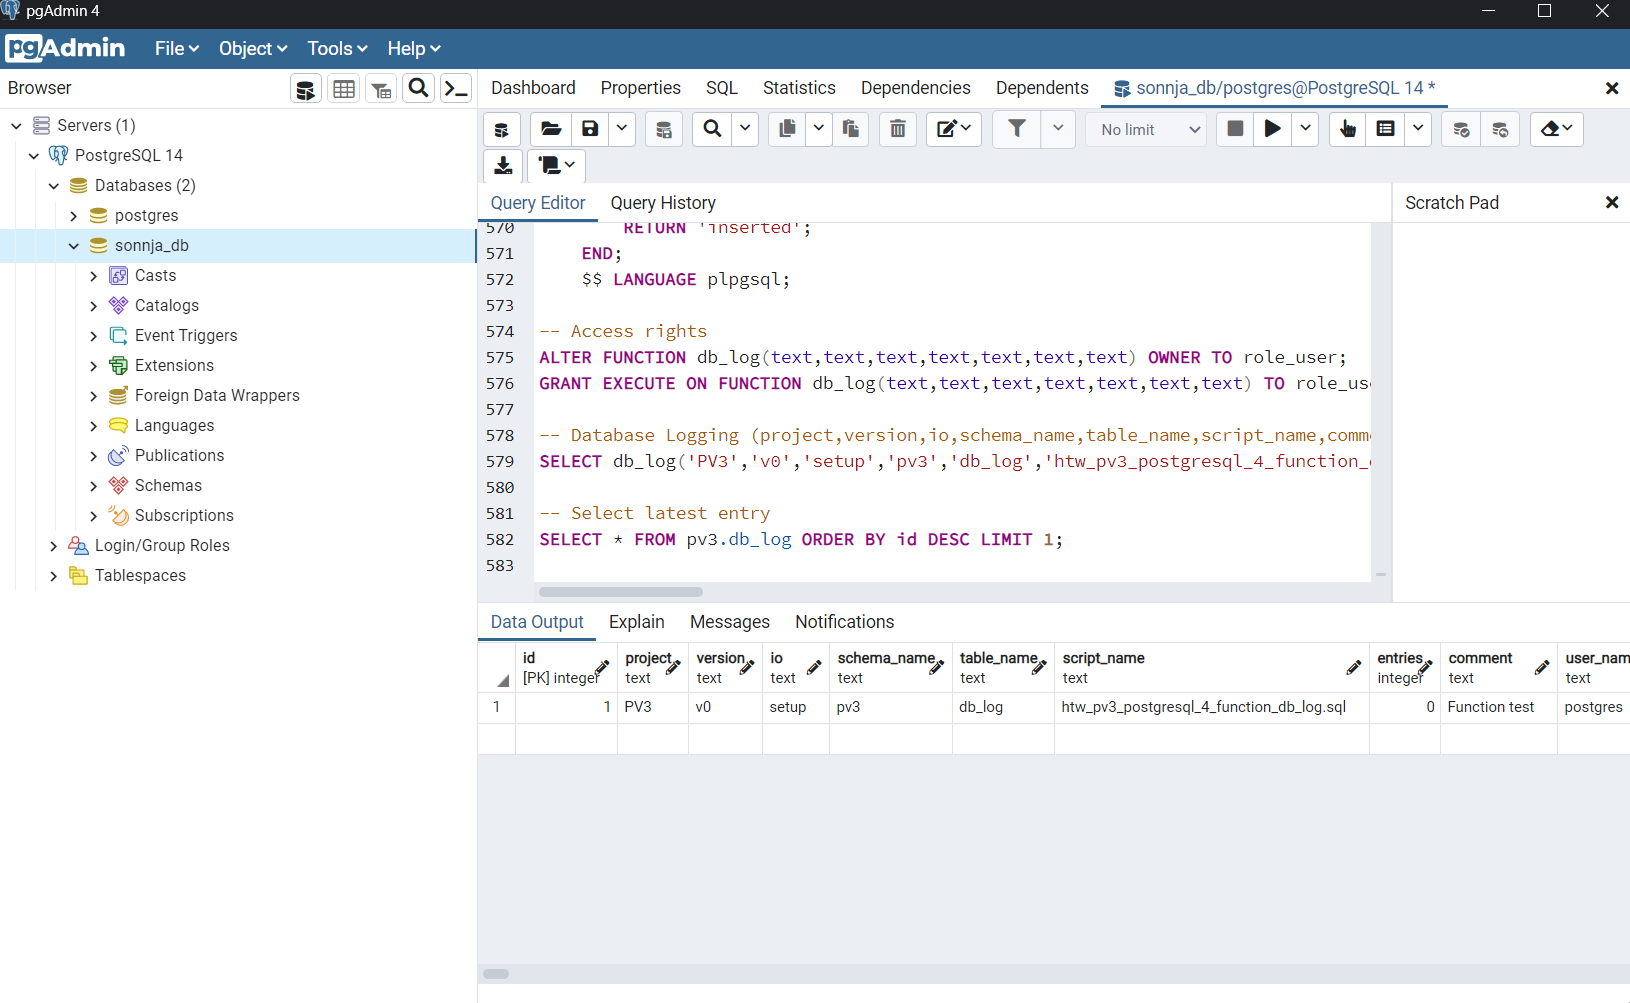 pgAdmin 4
pgAdmin File Object Tools Help
Browser
Dashboard Properties SQL Statistics Dependencies Dependents sonnja_db/postgres@PostgreSQL 14 *
Servers (1)
PostgreSQL 14
Databases (2)
postgres
sonnja_db
Casts
Catalogs
Event Triggers
Extensions
Foreign Data Wrappers
Languages
Publications
Schemas
Subscriptions
Login/Group Roles
Tablespaces
No limit
Query Editor Query History
Scratch Pad
570 RETURN 'inserted';
571 END;
572 $$ LANGUAGE plpgsql;
573
574 -- Access rights
575 ALTER FUNCTION db_log(text,text,text,text,text,text,text) OWNER TO role_user;
576 GRANT EXECUTE ON FUNCTION db_log(text,text,text,text,text,text,text) TO role_us
577
578 -- Database Logging (project,version,io,schema_name,table_name,script_name,comm
579 SELECT db_log('PV3','v0','setup','pv3','db_log','htw_pv3_postgresql_4_function_
580
581 -- Select latest entry
582 SELECT * FROM pv3.db_log ORDER BY id DESC LIMIT 1;
583
Data Output Explain Messages Notifications
id project version io schema_name table_name script_name entries comment user_nam
[PK] integer text text text text text text integer text text
1 1 PV3 v0 setup pv3 db_log htw_pv3_postgresql_4_function_db_log.sql 0 Function test postgres